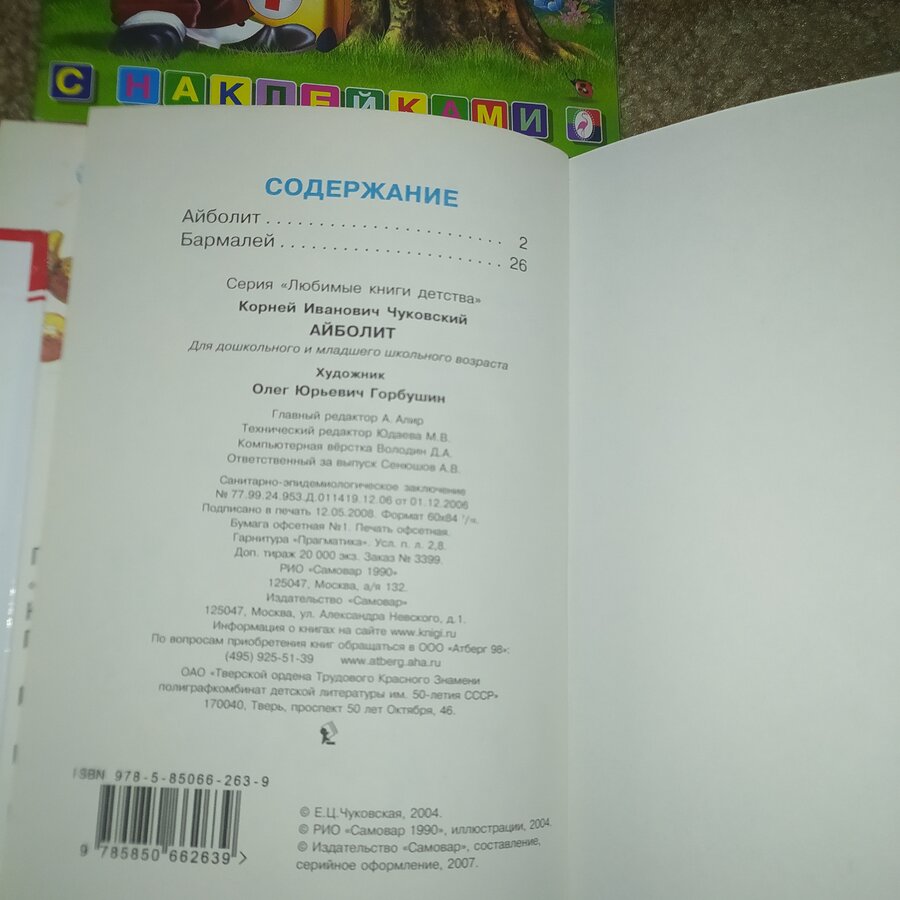 С НАКЛЕЙКАМИ
СОДЕРЖАНИЕ
Айболит . . . . . . . . . . . . . . . . . . . . . . . 2
Бармалей . . . . . . . . . . . . . . . . . . . . . 26
Серия «Любимые книги детства»
Корней Иванович Чуковский
АЙБОЛИТ
Для дошкольного и младшего школьного возраста
Художник
Олег Юрьевич Горбушин
Главный редактор А. Алир
Технический редактор Юдаева М.В.
Компьютерная вёрстка Володин Д.А.
Ответственный за выпуск Сенюшов А.В.
Санитарно-эпидемиологическое заключение
№ 77.99.24.953.Д.011419.12.06 от 01.12.2006
Подписано в печать 12.05.2008. Формат 60х84
Бумага офсетная №1. Печать офсетная.
Гарнитура «Прагматика». Усл. п. л. 2,8.
Доп. тираж 20 000 экз. Заказ № 3399.
РИО «Самовар 1990»
125047, Москва, а/я 132.
Издательство «Самовар»
125047, Москва, ул. Александра Невского, д.1.
Информация о книгах на сайте www.knigi.ru
По вопросам приобретения книг обращаться в ООО «Атберг 98»:
(495) 925-51-39 www.atberg.aha.ru
ОАО «Тверской ордена Трудового Красного Знамени
полиграфкомбинат детской литературы им. 50-летия СССР»
170040, Тверь, проспект 50 лет Октября, 46.
ISBN 978-5-85066-263-9
9 785850 662639 >
© Е.Ц.Чуковская, 2004.
© РИО «Самовар 1990», иллюстрации, 2004.
© Издательство «Самовар», составление,
серийное оформление, 2007.